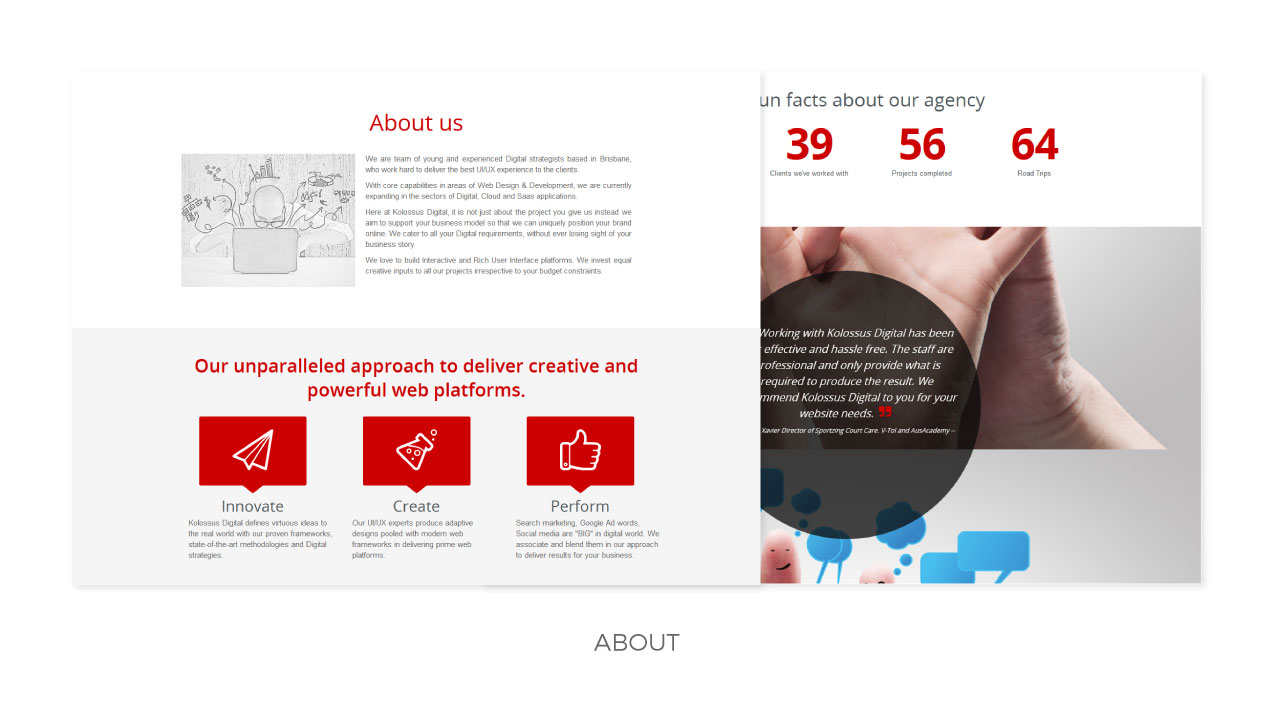 About us
We are team of young and experienced Digital strategists based in Brisbane,
who work hard to deliver the best UI/UX experience to the clients.
With core capabilities in areas of Web Design & Development, we are currently
expanding in the sectors of Digital, Cloud and Saas applications.
Here at Kolossus Digital, it is not just about the project you give us instead we
aim to support your business model so that we can uniquely position your brand
online. We cater to all your Digital requirements, without ever losing sight of your
business story.
We love to build Interactive and Rich User Interface platforms. We invest equal
creative inputs to all our projects irrespective to your budget constraints.
Our unparalleled approach to deliver creative and
powerful web platforms.
Innovate
Kolossus Digital defines virtuous ideas to
the real world with our proven frameworks,
state-of-the-art methodologies and Digital
strategies.
Create
Our UI/UX experts produce adaptive
designs pooled with modern web
frameworks in delivering prime web
platforms.
Perform
Search marketing, Google Ad words,
Social media are "BIG" in digital world. We
associate and blend them in our approach
to deliver results for your business.
un facts about our agency
39 56 64
Clients we've worked with Projects completed Road Trips
Working with Kolossus Digital has been
effective and hassle free. The staff are
rofessional and only provide what is
required to produce the result. We
mmend Kolossus Digital to you for your
website needs. ❞
Xavier Director of Sportzing Court Care. V-Tol and AusAcademy –
ABOUT